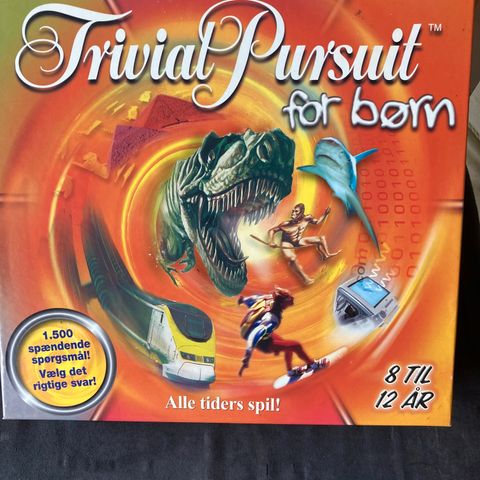 Trivial Pursuit™
for børn
1.500
spændende
spørgsmål!
Vælg det
rigtige svar!
Alle tiders spil!
8 TIL
12 ÅR